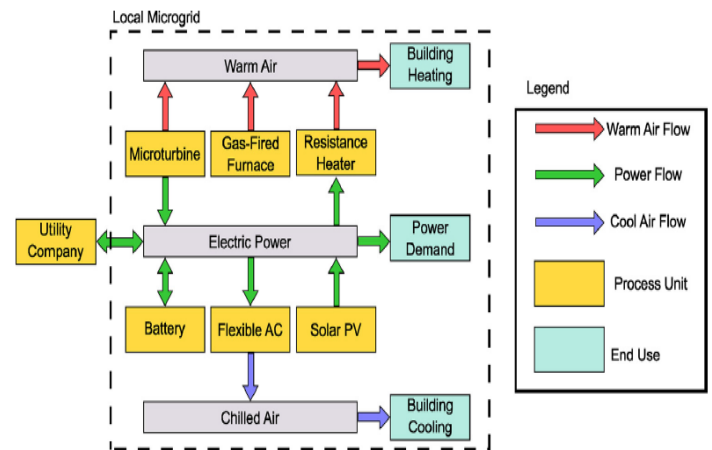 Local Microgrid
Warm Air
Building
Heating
Microturbine
Gas-Fired
Furnace
Resistance
Heater
Utility
Company
Electric Power
Power
Demand
Battery
Flexible AC
Solar PV
Chilled Air
Building
Cooling
Legend
Warm Air Flow
Power Flow
Cool Air Flow
Process Unit
End Use